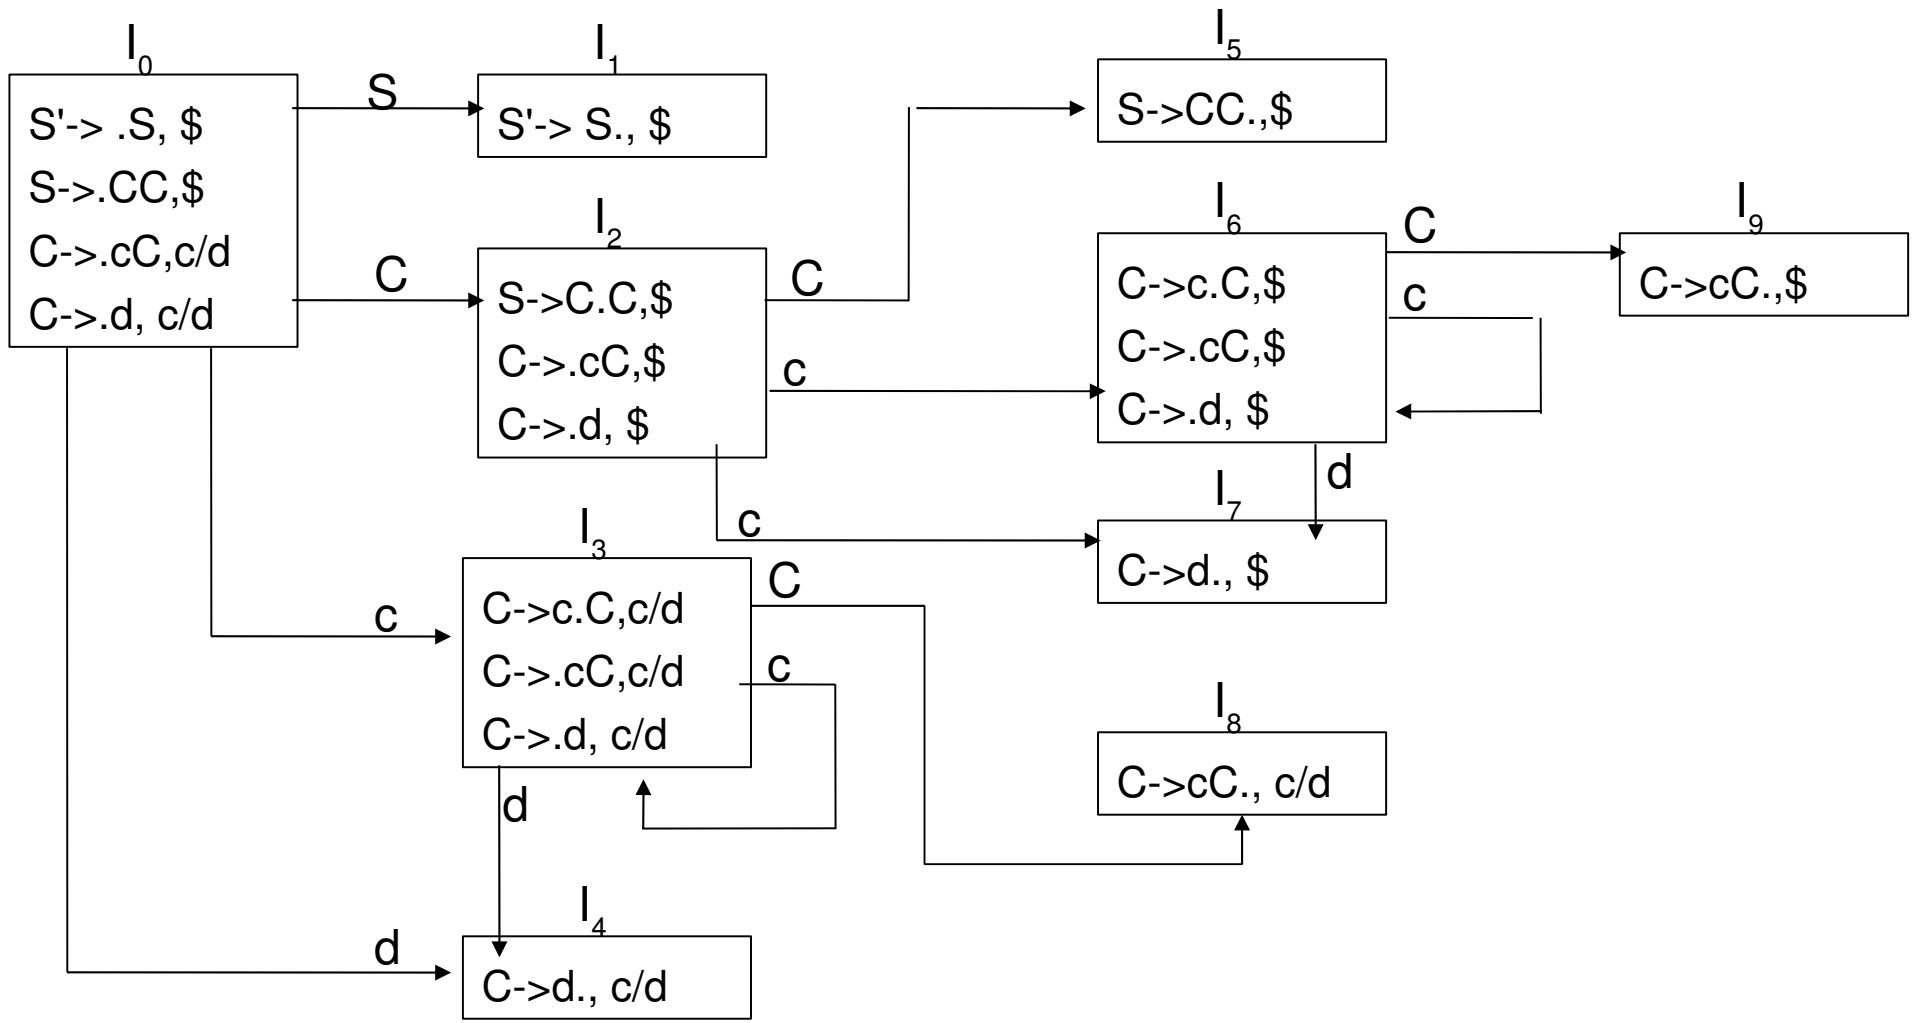 I0
S'-> .S, $
S->.CC,$
C->.cC,c/d
C->.d, c/d
S
C
c
d
I1
S'-> S., $
I2
S->C.C,$
C->.cC,$
C->.d, $
C
c
c
I3
C->c.C,c/d
C->.cC,c/d
C->.d, c/d
C
c
d
I4
C->d., c/d
I5
S->CC.,$
I6
C->c.C,$
C->.cC,$
C->.d, $
C
c
d
I7
C->d., $
I8
C->cC., c/d
I9
C->cC.,$